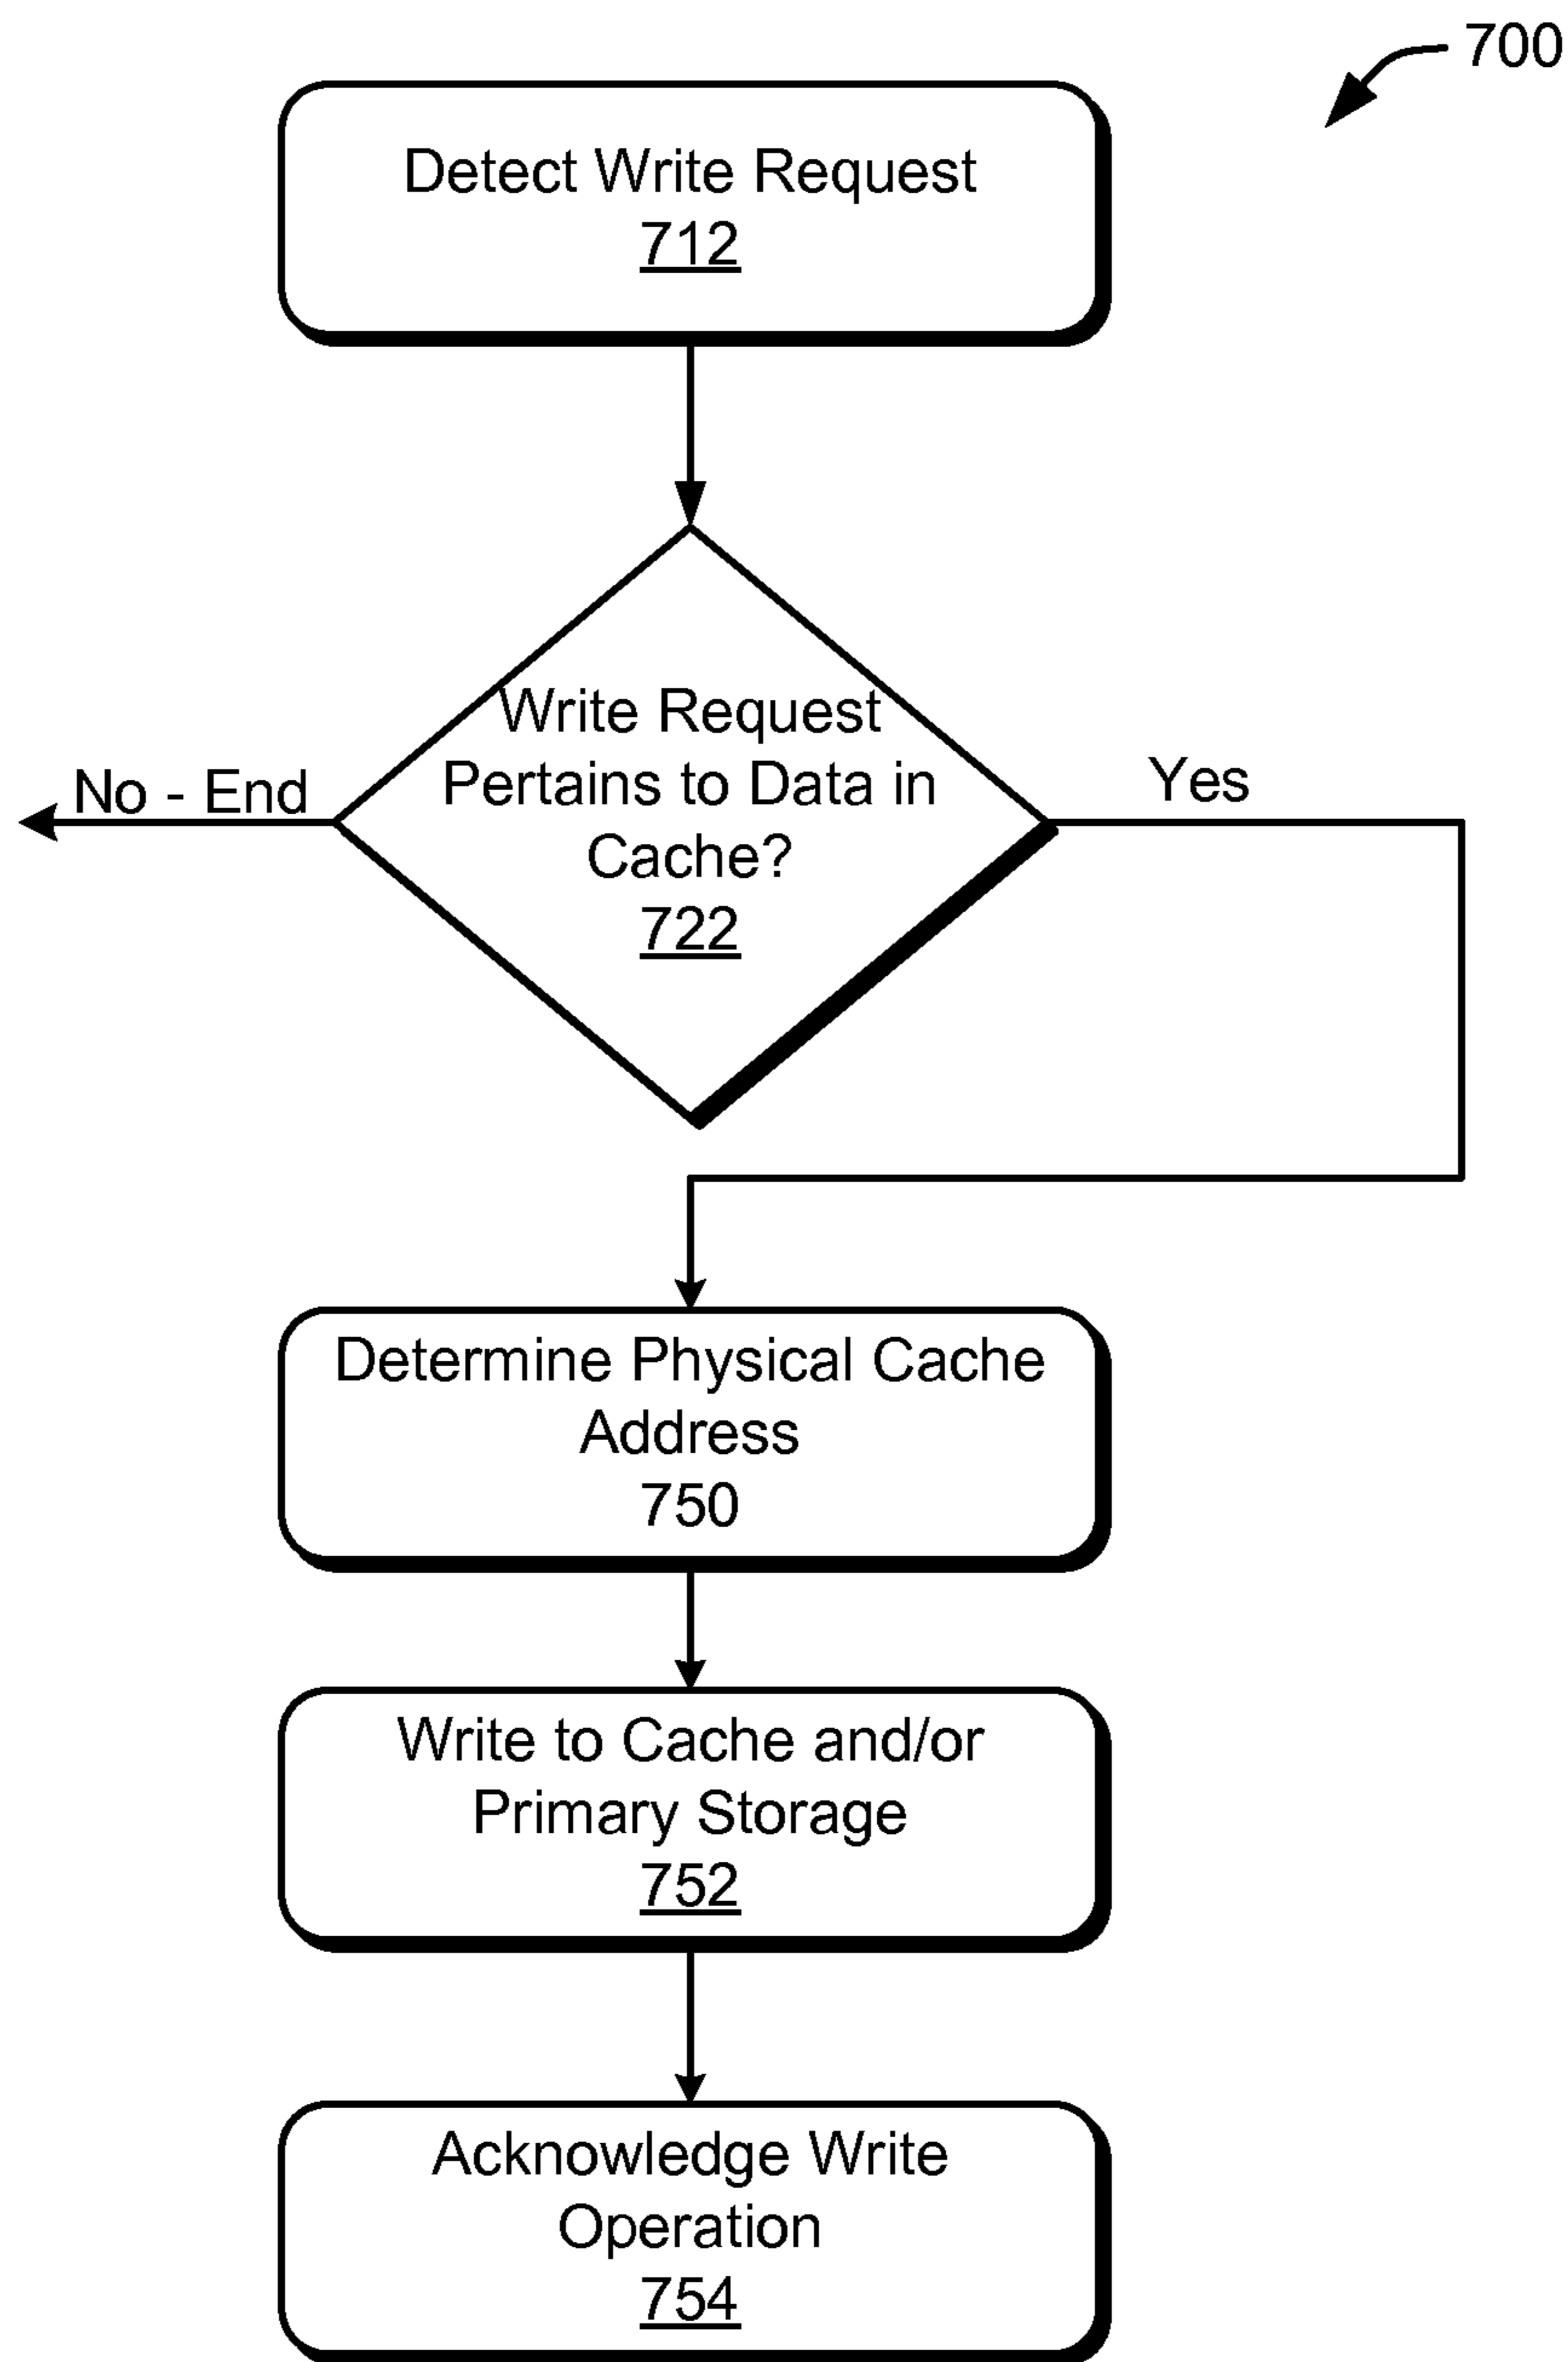 700
Detect Write Request
712
Write Request
Pertains to Data in
Cache?
722
No - End
Yes
Determine Physical Cache
Address
750
Write to Cache and/or
Primary Storage
752
Acknowledge Write
Operation
754